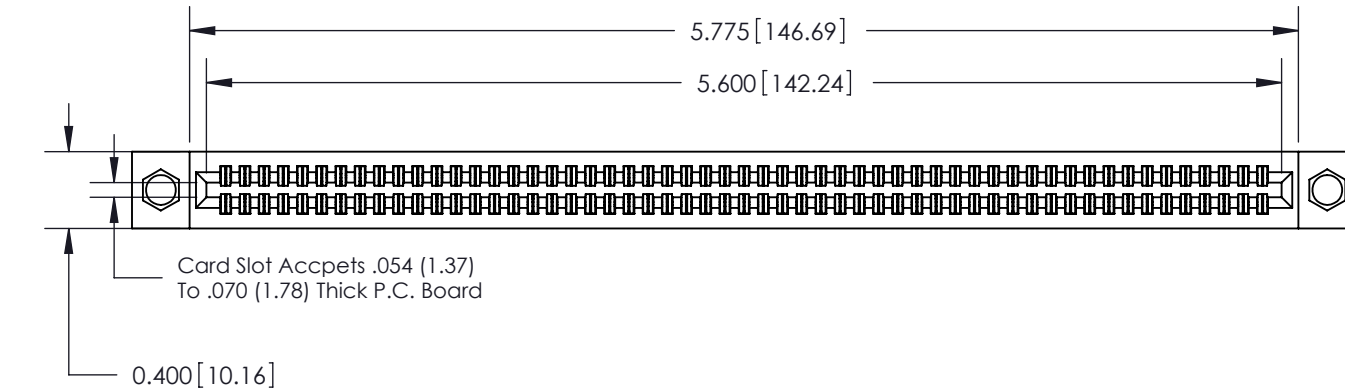 5.775 [146.69]
5.600 [142.24]
Card Slot Accpets .054 (1.37)
To .070 (1.78) Thick P.C. Board
0.400 [10.16]